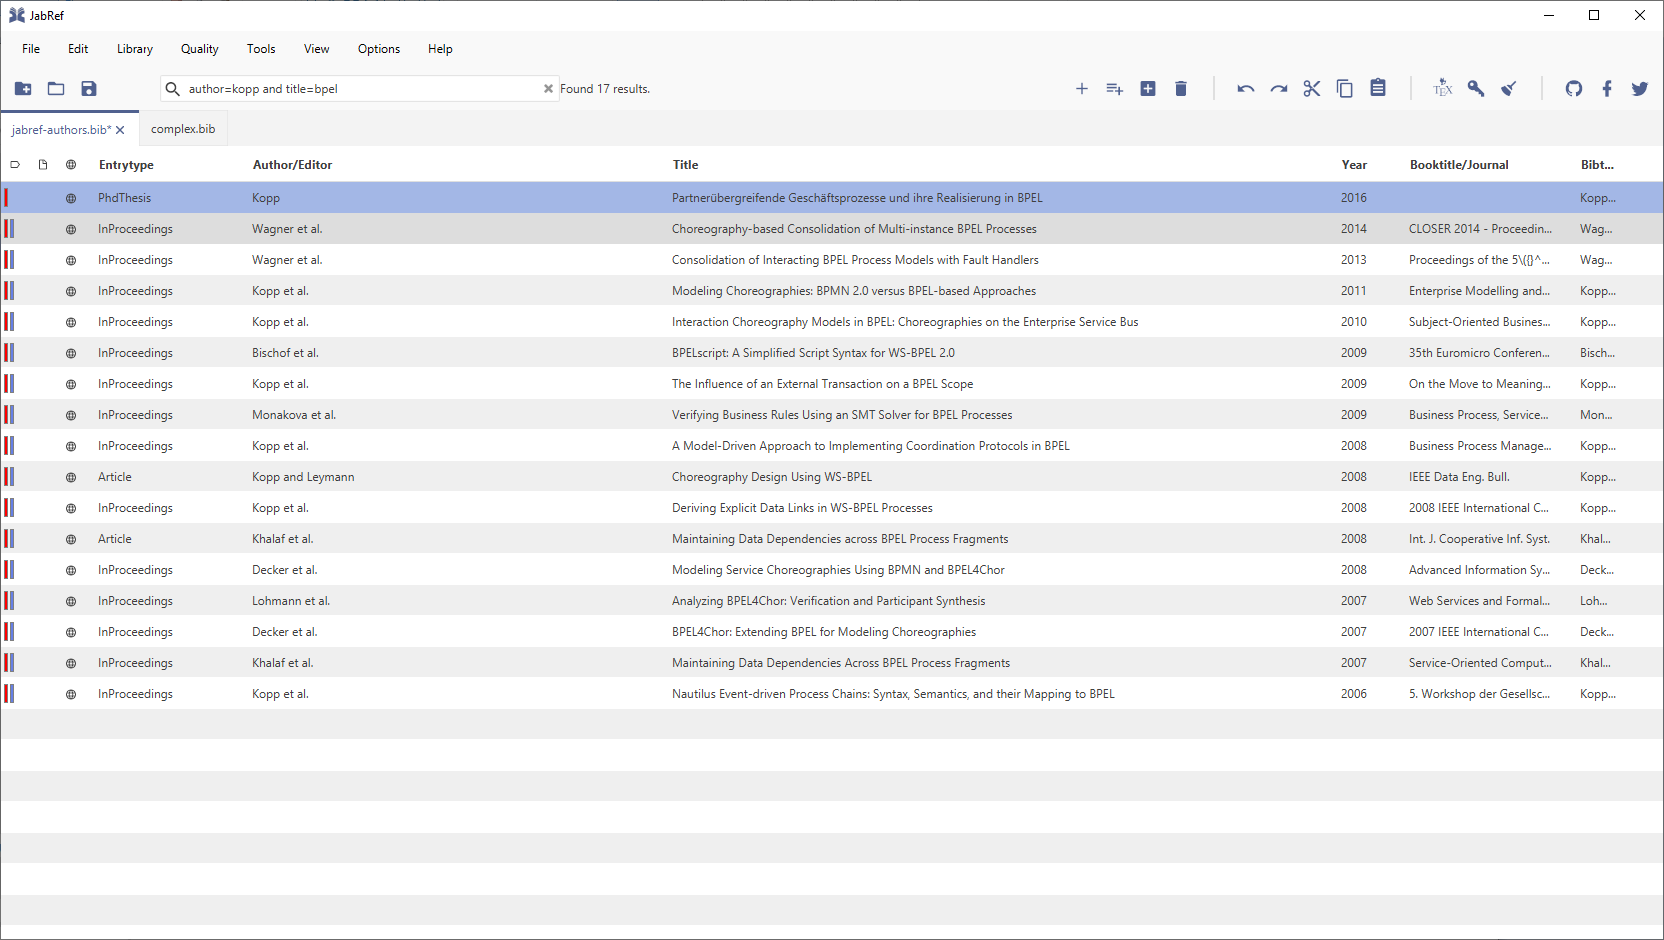 JabRef
File Edit Library Quality Tools View Options Help
author=kopp and title=bpel Found 17 results. TEX
jabref-authors.bib* complex.bib
Entrytype Author/Editor Title Year Booktitle/Journal Bibt...
PhdThesis Kopp Partnerübergreifende Geschäftsprozesse und ihre Realisierung in BPEL 2016 Kopp...
InProceedings Wagner et al. Choreography-based Consolidation of Multi-instance BPEL Processes 2014 CLOSER 2014 - Proceedin... Wag...
InProceedings Wagner et al. Consolidation of Interacting BPEL Process Models with Fault Handlers 2013 Proceedings of the 5\({}^... Wag...
InProceedings Kopp et al. Modeling Choreographies: BPMN 2.0 versus BPEL-based Approaches 2011 Enterprise Modelling and... Kopp...
InProceedings Kopp et al. Interaction Choreography Models in BPEL: Choreographies on the Enterprise Service Bus 2010 Subject-Oriented Busines... Kopp...
InProceedings Bischof et al. BPELscript: A Simplified Script Syntax for WS-BPEL 2.0 2009 35th Euromicro Conferen... Bisch...
InProceedings Kopp et al. The Influence of an External Transaction on a BPEL Scope 2009 On the Move to Meaning... Kopp...
InProceedings Monakova et al. Verifying Business Rules Using an SMT Solver for BPEL Processes 2009 Business Process, Service... Mon...
InProceedings Kopp et al. A Model-Driven Approach to Implementing Coordination Protocols in BPEL 2008 Business Process Manage... Kopp...
Article Kopp and Leymann Choreography Design Using WS-BPEL 2008 IEEE Data Eng. Bull. Kopp...
InProceedings Kopp et al. Deriving Explicit Data Links in WS-BPEL Processes 2008 2008 IEEE International C... Kopp...
Article Khalaf et al. Maintaining Data Dependencies across BPEL Process Fragments 2008 Int. J. Cooperative Inf. Syst. Khal...
InProceedings Decker et al. Modeling Service Choreographies Using BPMN and BPEL4Chor 2008 Advanced Information Sy... Deck...
InProceedings Lohmann et al. Analyzing BPEL4Chor: Verification and Participant Synthesis 2007 Web Services and Formal... Loh...
InProceedings Decker et al. BPEL4Chor: Extending BPEL for Modeling Choreographies 2007 2007 IEEE International C... Deck...
InProceedings Khalaf et al. Maintaining Data Dependencies Across BPEL Process Fragments 2007 Service-Oriented Comput... Khal...
InProceedings Kopp et al. Nautilus Event-driven Process Chains: Syntax, Semantics, and their Mapping to BPEL 2006 5. Workshop der Gesellsc... Kopp...